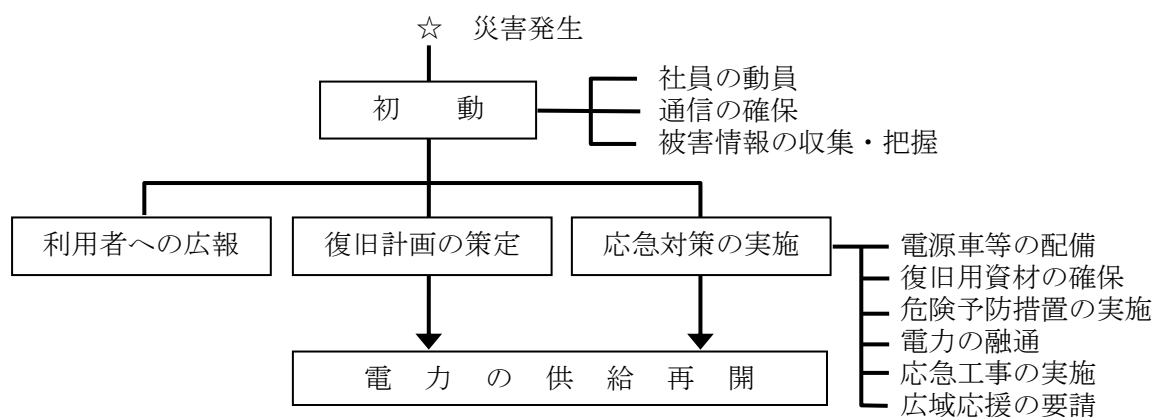 ☆ 災害発生
初 動
社員の動員
通信の確保
被害情報の収集・把握
利用者への広報
復旧計画の策定
応急対策の実施
電源車等の配備
復旧用資材の確保
危険予防措置の実施
電力の融通
応急工事の実施
広域応援の要請
電 力 の 供 給 再 開